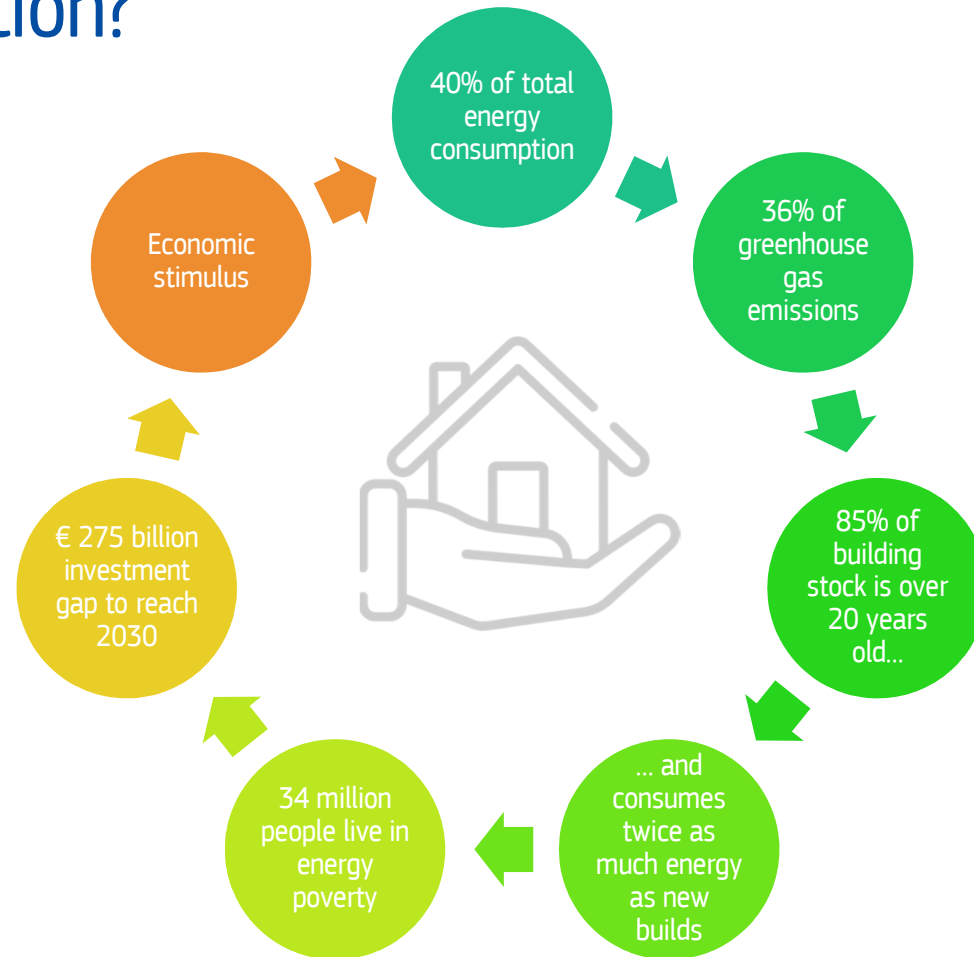 tion?
40% of total
energy
consumption
36% of
greenhouse
gas
emissions
85% of
building
stock is over
20 years
old...
... and
consumes
twice as
much energy
as new
builds
34 million
people live in
energy
poverty
€ 275 billion
investment
gap to reach
2030
Economic
stimulus